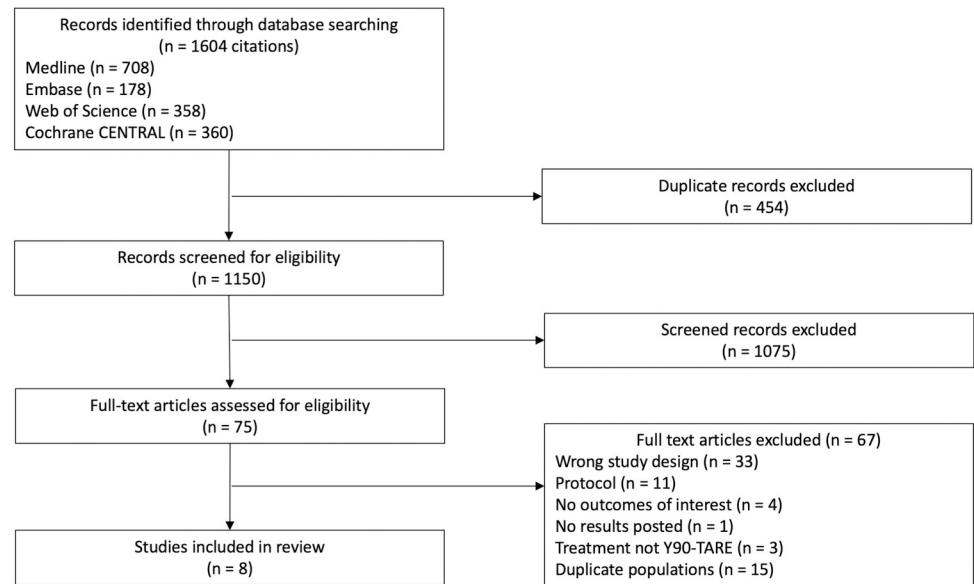 Records identified through database searching
(n = 1604 citations)
Medline (n = 708)
Embase (n = 178)
Web of Science (n = 358)
Cochrane CENTRAL (n = 360)
Duplicate records excluded
(n = 454)
Records screened for eligibility
(n = 1150)
Screened records excluded
(n = 1075)
Full-text articles assessed for eligibility
(n = 75)
Full text articles excluded (n = 67)
Wrong study design (n = 33)
Protocol (n = 11)
No outcomes of interest (n = 4)
No results posted (n = 1)
Treatment not Y90-TARE (n = 3)
Duplicate populations (n = 15)
Studies included in review
(n = 8)